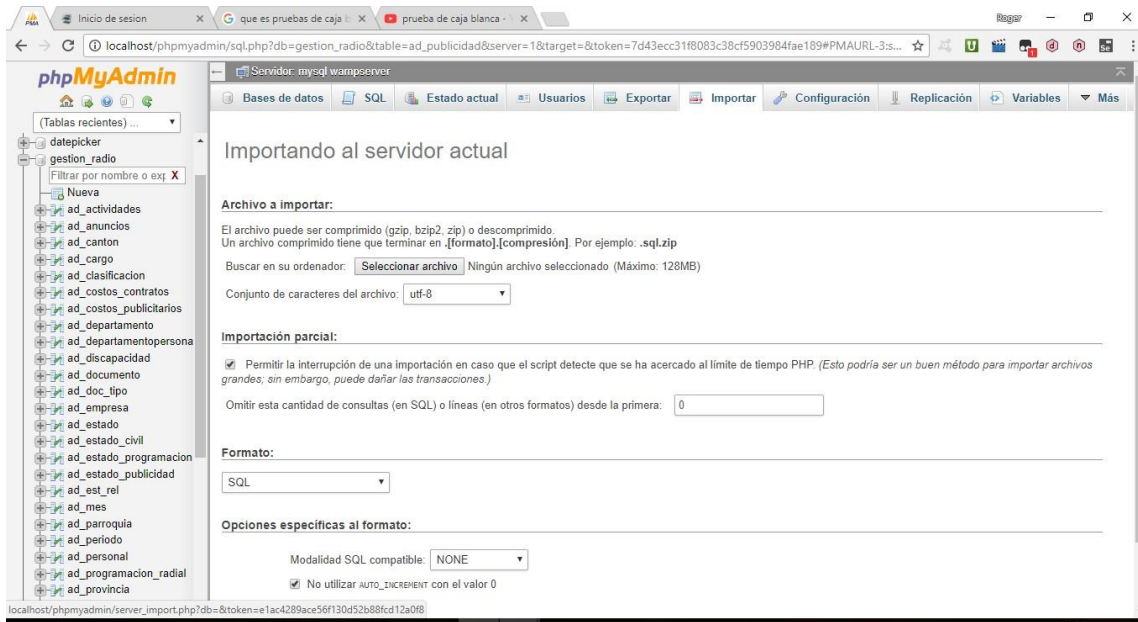 PMA
Inicio de sesion
G que es pruebas de caja b
prueba de caja blanca -
Roger
localhost/phpmyadmin/sql.php?db=gestion_radio&table=ad_publicidad&server=1&target=&token=7d43ecc31f8083c38cf5903984fae189#PMAURL-3:s...
phpMyAdmin
Servidor: mysql wampserver
Bases de datos SQL Estado actual Usuarios Exportar Importar Configuración Replicación Variables Más
(Tablas recientes) ...
datepicker
gestion_radio
Filtrar por nombre o exp X
Nueva
ad_actividades
ad_anuncios
ad_canton
ad_cargo
ad_clasificacion
ad_costos_contratos
ad_costos_publicitarios
ad_departamento
ad_departamentopersona
ad_discapacidad
ad_documento
ad_doc_tipo
ad_empresa
ad_estado
ad_estado_civil
ad_estado_programacion
ad_estado_publicidad
ad_est_rel
ad_mes
ad_parroquia
ad_periodo
ad_personal
ad_programacion_radial
ad_provincia
Importando al servidor actual
Archivo a importar:
El archivo puede ser comprimido (gzip, bzip2, zip) o descomprimido.
Un archivo comprimido tiene que terminar en .[formato].[compresión]. Por ejemplo: .sql.zip
Buscar en su ordenador: Seleccionar archivo Ningún archivo seleccionado (Máximo: 128MB)
Conjunto de caracteres del archivo: utf-8
Importación parcial:
Permitir la interrupción de una importación en caso que el script detecte que se ha acercado al límite de tiempo PHP. (Esto podría ser un buen método para importar archivos
grandes; sin embargo, puede dañar las transacciones.)
Omitir esta cantidad de consultas (en SQL) o líneas (en otros formatos) desde la primera: 0
Formato:
SQL
Opciones específicas al formato:
Modalidad SQL compatible: NONE
No utilizar AUTO_INCREMENT con el valor 0
localhost/phpmyadmin/server_import.php?db=&token=e1ac4289ace56f130d52b88fcd12a0f8